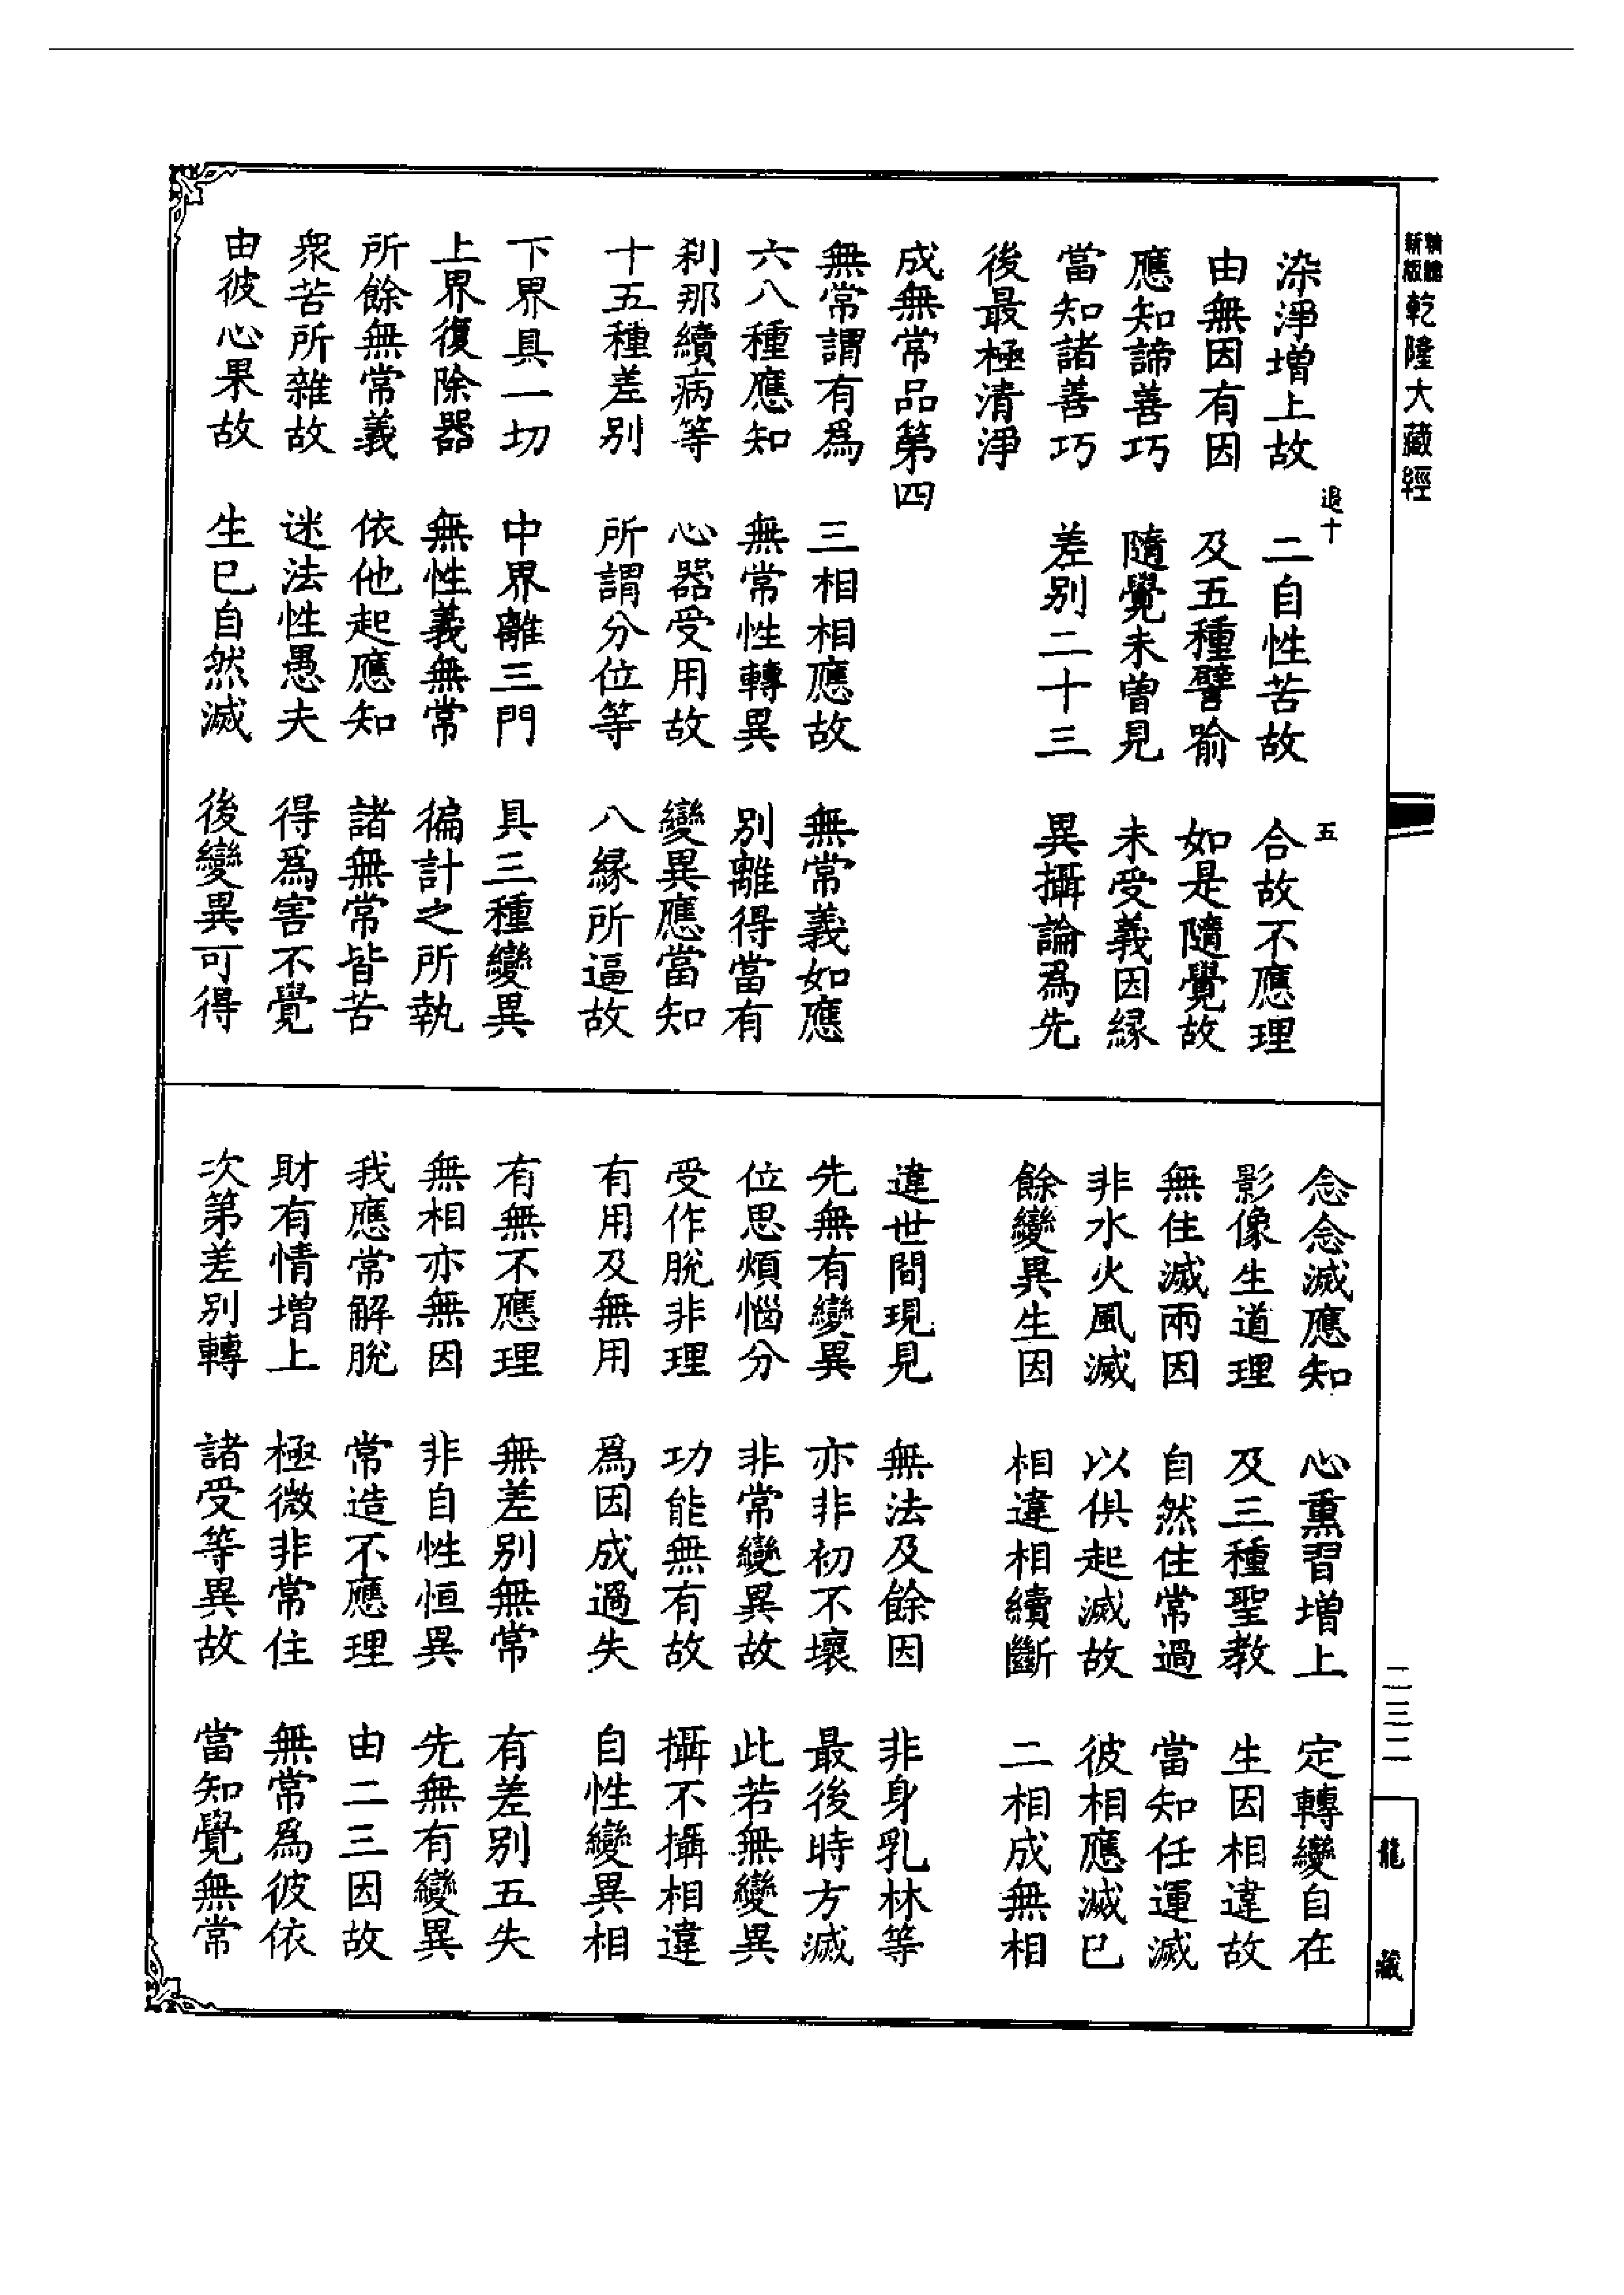 新版
乾隆大藏經
染淨增上故　二自性苦故　合故不應理
由無因有因　及五種譬喻　如是隨覺故
應知諦善巧　隨覺未曾見　未受義因緣
當知諸善巧　差別二十三　異攝論為先
後最極清淨
成無常品第四
無常謂有為　三相相應故　無常義如應
六八種應知　無常性轉異　別離得當有
刹那續病等　心器受用故　變異應當知
十五種差別　所謂分位等　八緣所逼故
下界具一切　中界離三門　具三種變異
上界復除器　無性義無常　徧計之所執
所餘無常義　依他起應知　諸無常皆苦
衆苦所雜故　迷法性愚夫　得為害不覺
由彼心果故　生已自然滅　後變異可得
退十
五
念念滅應知　心熏習增上　定轉變自在
影像生道理　及三種聖教　生因相違故
無住滅兩因　自然住常過　當知任運滅
非水火風滅　以俱起滅故　彼相應滅已
餘變異生因　相違相續斷　二相成無相
違世間現見　無法及餘因　非身乳林等
先無有變異　亦非初不壞　最後時方滅
位思煩惱分　非常變異故　此若無變異
受作脫非理　功能無有故　攝不攝相違
有用及無用　為因成過失　自性變異相
有無不應理　無差別無常　有差別五失
無相亦無因　非自性恒異　先無有變異
我應常解脫　常造不應理　由二三因故
財有情增上　極微非常住　無常為彼依
次第差別轉　諸受等異故　當知覺無常
二三二
龍藏